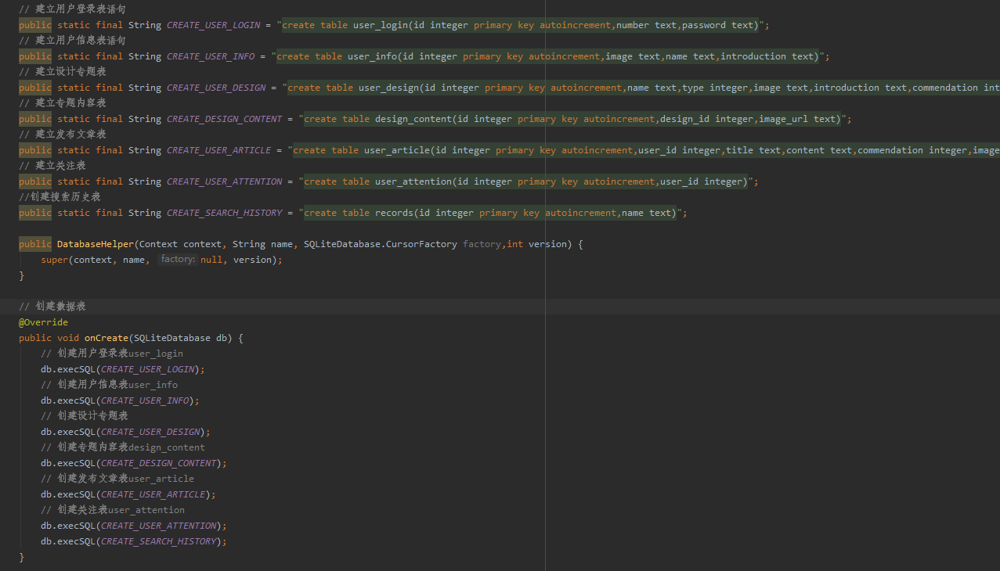 // 建立用户登录表语句
public static final String CREATE_USER_LOGIN = "create table user_login(id integer primary key autoincrement,number text,password text)";
// 建立用户信息表语句
public static final String CREATE_USER_INFO = "create table user_info(id integer primary key autoincrement,image text,name text,introduction text)";
// 建立设计专题表
public static final String CREATE_USER_DESIGN = "create table user_design(id integer primary key autoincrement,name text,type integer,image text,introduction text,commendation int
// 建立专题内容表
public static final String CREATE_DESIGN_CONTENT = "create table design_content(id integer primary key autoincrement,design_id integer,image_url text)";
// 建立发布文章表
public static final String CREATE_USER_ARTICLE = "create table user_article(id integer primary key autoincrement,user_id integer,title text,content text,commendation integer,image
// 建立关注表
public static final String CREATE_USER_ATTENTION = "create table user_attention(id integer primary key autoincrement,user_id integer)";
//创建搜索历史表
public static final String CREATE_SEARCH_HISTORY = "create table records(id integer primary key autoincrement,name text)";
public DatabaseHelper(Context context, String name, SQLiteDatabase.CursorFactory factory,int version) {
super(context, name, factory: null, version);
}
// 创建数据表
@Override
public void onCreate(SQLiteDatabase db) {
// 创建用户登录表user_login
db.execSQL(CREATE_USER_LOGIN);
// 创建用户信息表user_info
db.execSQL(CREATE_USER_INFO);
// 创建设计专题表
db.execSQL(CREATE_USER_DESIGN);
// 创建专题内容表design_content
db.execSQL(CREATE_DESIGN_CONTENT);
// 创建发布文章表user_article
db.execSQL(CREATE_USER_ARTICLE);
// 创建关注表user_attention
db.execSQL(CREATE_USER_ATTENTION);
db.execSQL(CREATE_SEARCH_HISTORY);
}